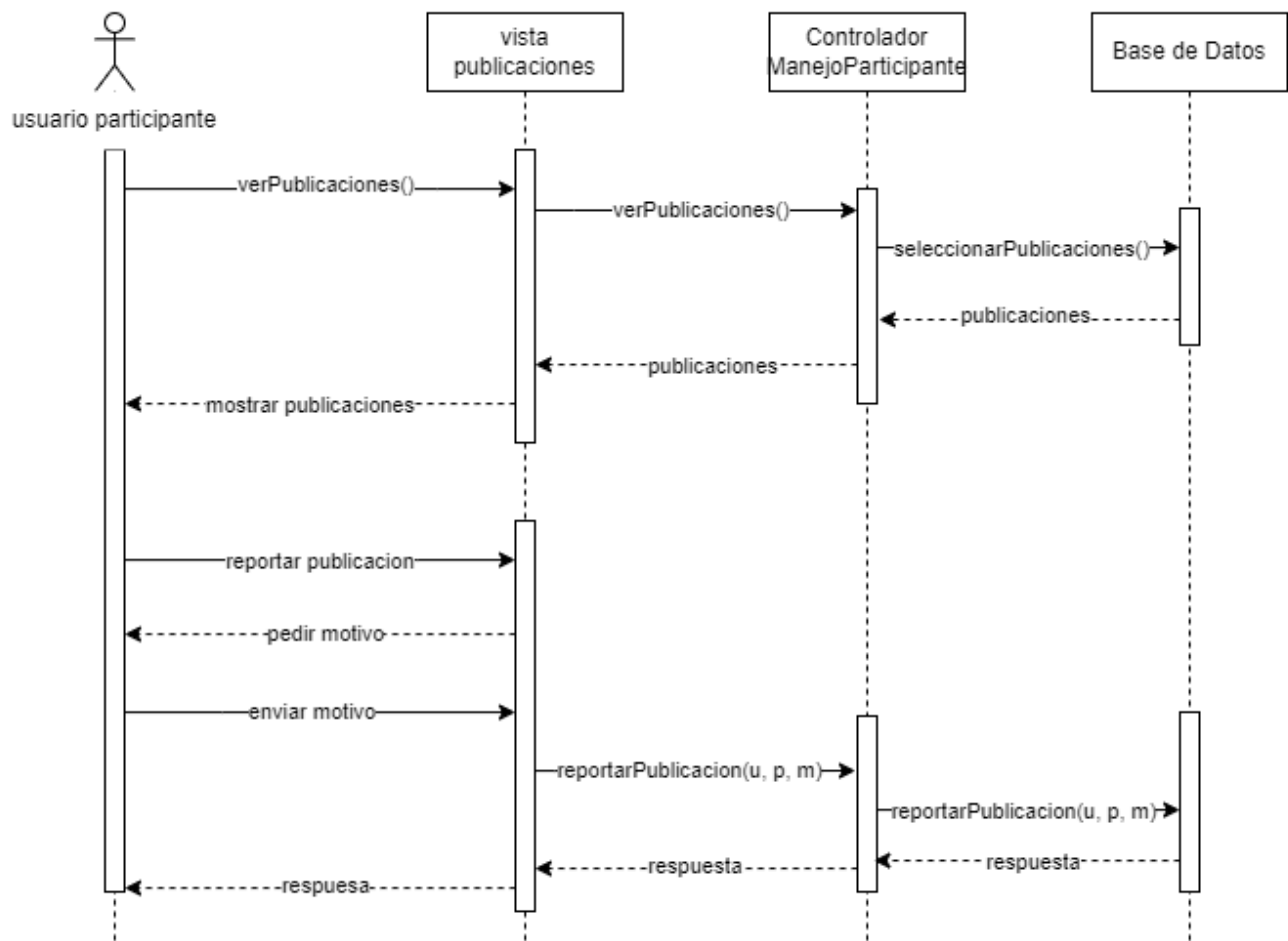 vista
publicaciones
Controlador
ManejoParticipante
Base de Datos
usuario participante
verPublicaciones()
verPublicaciones()
seleccionarPublicaciones()
publicaciones
publicaciones
mostrar publicaciones
reportar publicacion
pedir motivo
enviar motivo
reportarPublicacion(u, p, m)
reportarPublicacion(u, p, m)
respuesta
respuesta
respuesa